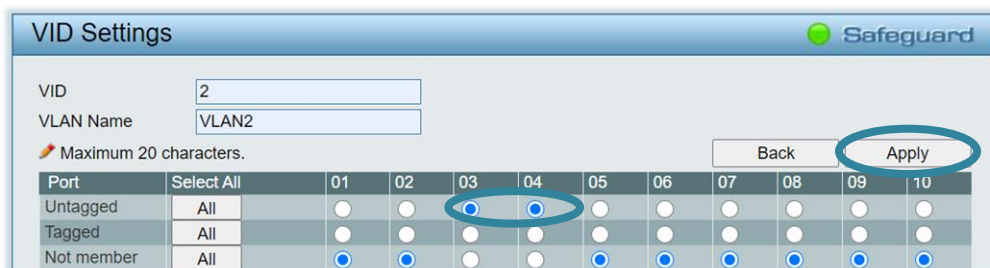 VID Settings Safeguard
VID 2
VLAN Name VLAN2
Maximum 20 characters. Back Apply
Port Select All 01 02 03 04 05 06 07 08 09 10
Untagged All
Tagged All
Not member All